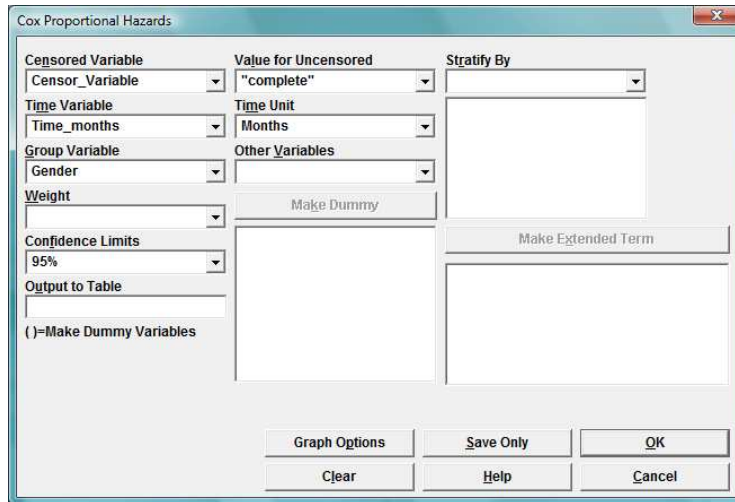 Cox Proportional Hazards
Censored Variable
Censor_Variable
Time Variable
Time_months
Group Variable
Gender
Weight
Confidence Limits
95%
Output to Table
( )=Make Dummy Variables
Value for Uncensored
"complete"
Time Unit
Months
Other Variables
Make Dummy
Stratify By
Make Extended Term
Graph Options
Save Only
OK
Clear
Help
Cancel